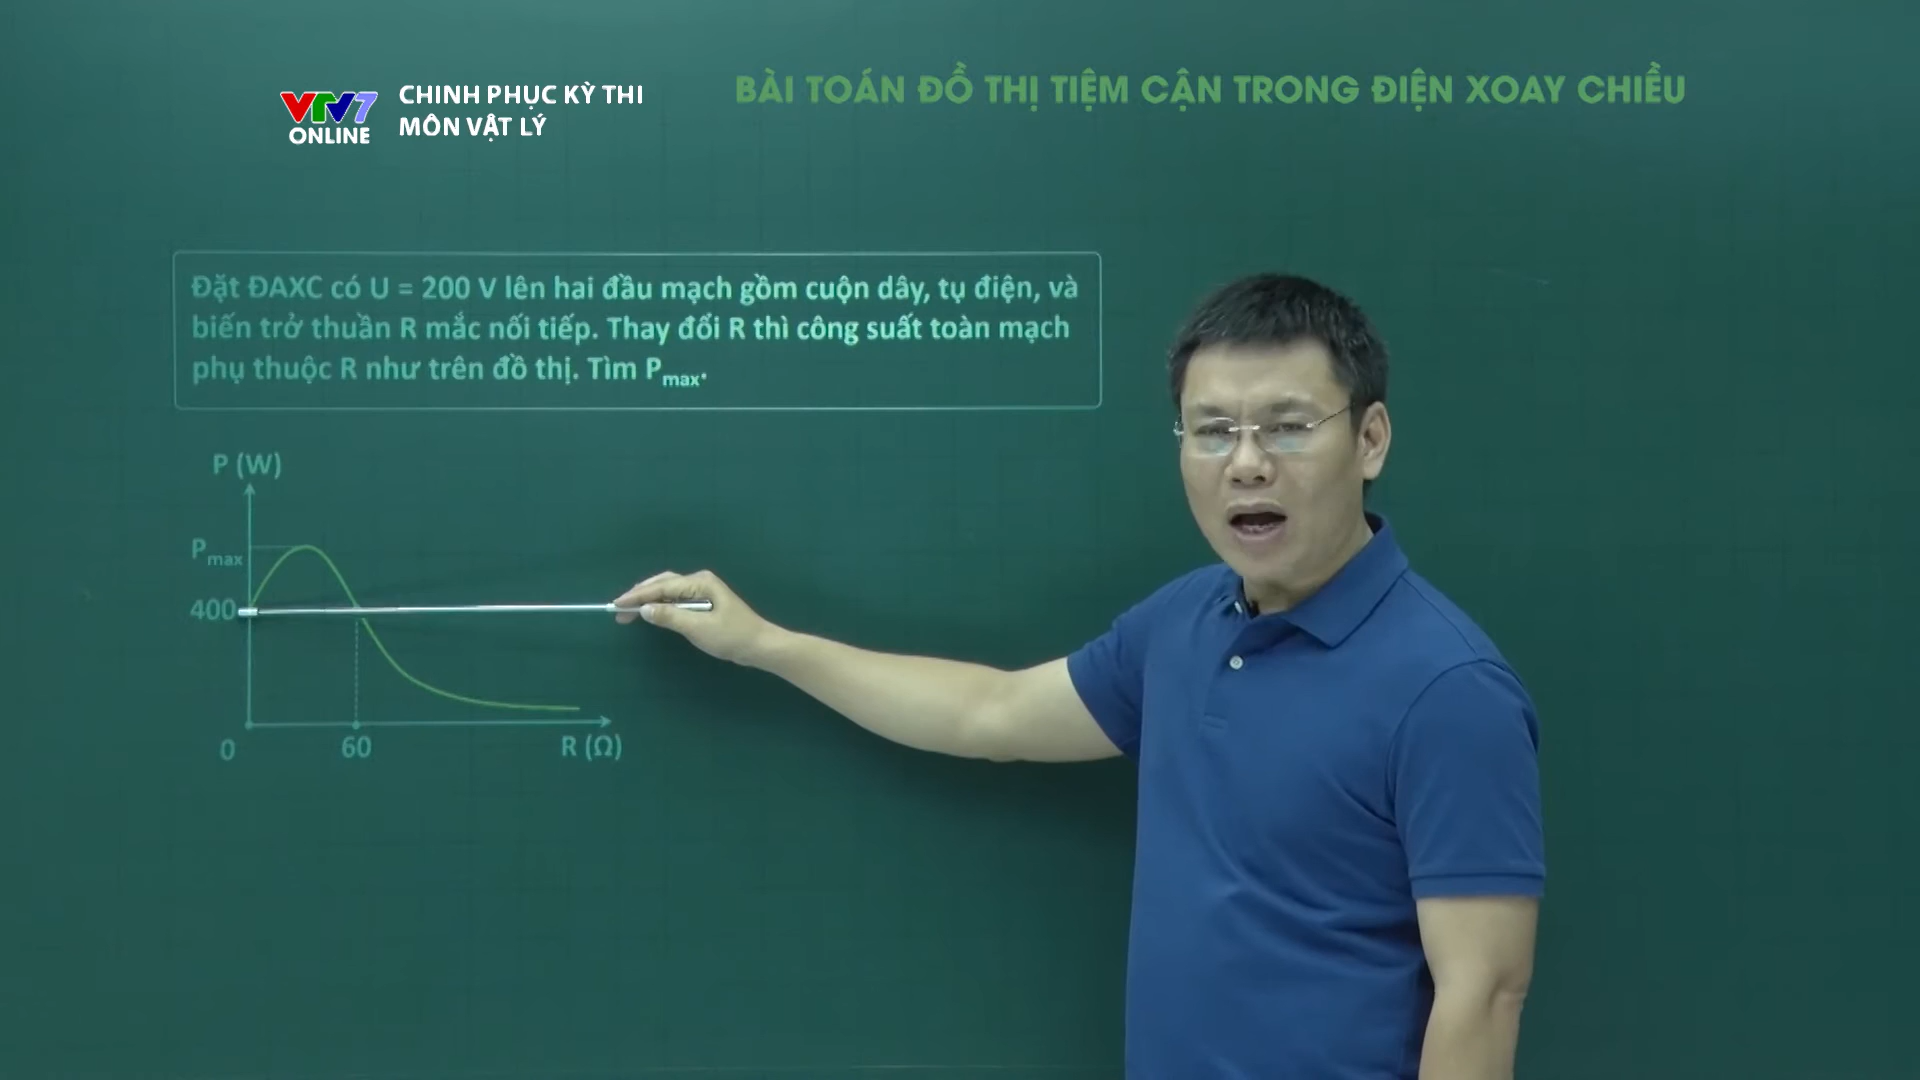 VTV7
ONLINE
CHINH PHỤC KỲ THI
MÔN VẬT LÝ
BÀI TOÁN ĐỒ THỊ TIỆM CẬN TRONG ĐIỆN XOAY CHIỀU
Đặt ĐAXC có U = 200 V lên hai đầu mạch gồm cuộn dây, tụ điện, và
biến trở thuần R mắc nối tiếp. Thay đổi R thì công suất toàn mạch
phụ thuộc R như trên đồ thị. Tìm Pmax.
P (W)
Pmax
400
0
60
R (Ω)